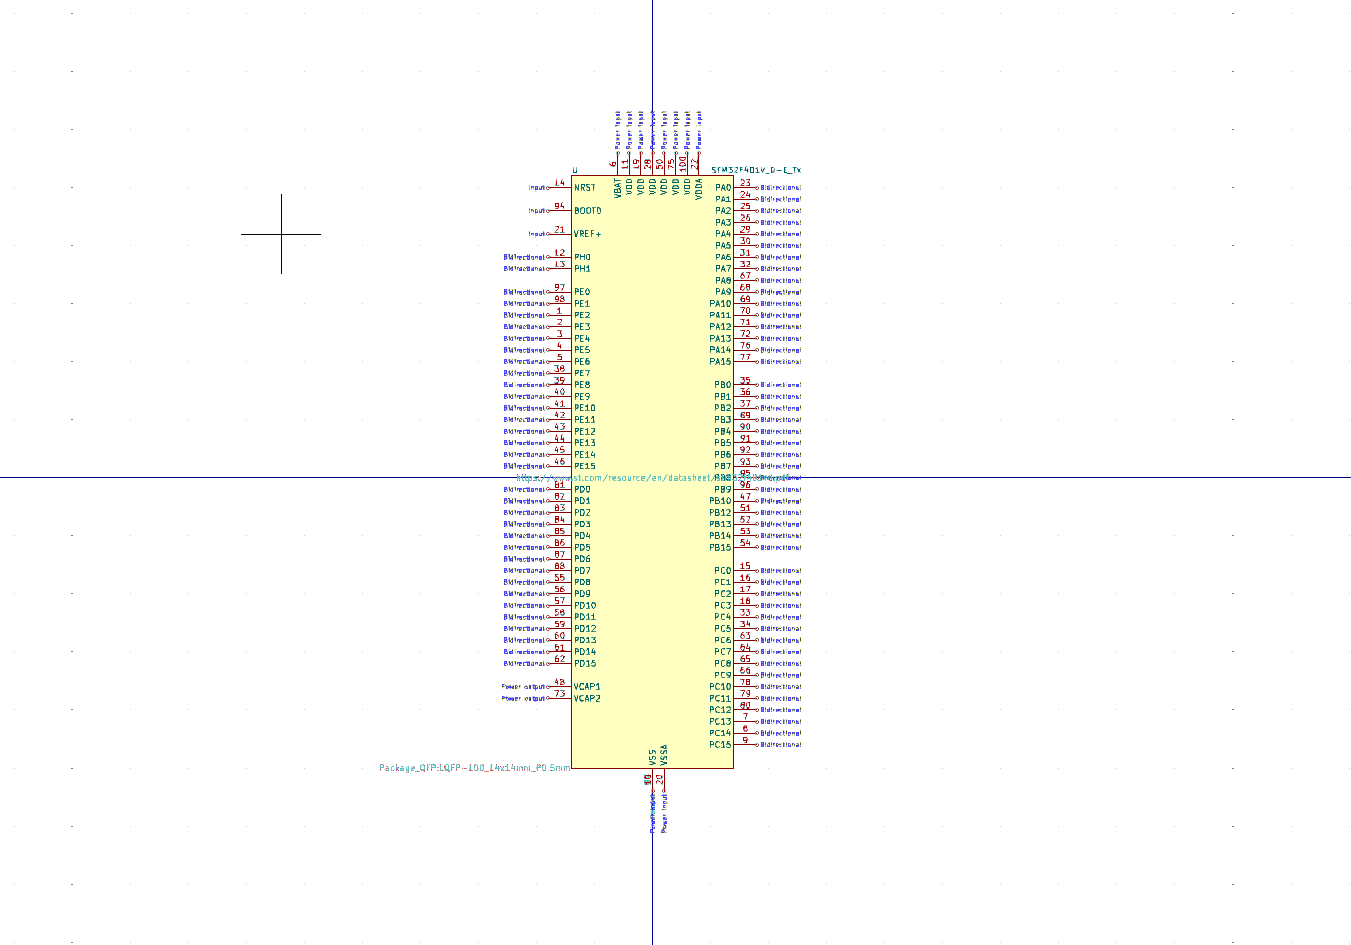 Power input Power input Power input Power input Power input Power input Power input Power input
6 11 19 28 50 75 100 22
U STM32F401V_D-E_Tx
VBAT VDD VDD VDD VDD VDD VDD VDDA
Input 14 NRST PA0 23 Bidirectional
PA1 24 Bidirectional
Input 94 BOOT0 PA2 25 Bidirectional
PA3 26 Bidirectional
Input 21 VREF+ PA4 29 Bidirectional
PA5 30 Bidirectional
Bidirectional 12 PH0 PA6 31 Bidirectional
Bidirectional 13 PH1 PA7 32 Bidirectional
PA8 67 Bidirectional
Bidirectional 97 PE0 PA9 68 Bidirectional
Bidirectional 98 PE1 PA10 69 Bidirectional
Bidirectional 1 PE2 PA11 70 Bidirectional
Bidirectional 2 PE3 PA12 71 Bidirectional
Bidirectional 3 PE4 PA13 72 Bidirectional
Bidirectional 4 PE5 PA14 76 Bidirectional
Bidirectional 5 PE6 PA15 77 Bidirectional
Bidirectional 38 PE7
Bidirectional 39 PE8 PB0 35 Bidirectional
Bidirectional 40 PE9 PB1 36 Bidirectional
Bidirectional 41 PE10 PB2 37 Bidirectional
Bidirectional 42 PE11 PB3 89 Bidirectional
Bidirectional 43 PE12 PB4 90 Bidirectional
Bidirectional 44 PE13 PB5 91 Bidirectional
Bidirectional 45 PE14 PB6 92 Bidirectional
Bidirectional 46 PE15 PB7 93 Bidirectional
https://www.st.com/resource/en/datasheet/ 95
Bidirectional 81 PD0 PB9 96 Bidirectional
Bidirectional 82 PD1 PB10 47 Bidirectional
Bidirectional 83 PD2 PB12 51 Bidirectional
Bidirectional 84 PD3 PB13 52 Bidirectional
Bidirectional 85 PD4 PB14 53 Bidirectional
Bidirectional 86 PD5 PB15 54 Bidirectional
Bidirectional 87 PD6
Bidirectional 88 PD7 PC0 15 Bidirectional
Bidirectional 55 PD8 PC1 16 Bidirectional
Bidirectional 56 PD9 PC2 17 Bidirectional
Bidirectional 57 PD10 PC3 18 Bidirectional
Bidirectional 58 PD11 PC4 33 Bidirectional
Bidirectional 59 PD12 PC5 34 Bidirectional
Bidirectional 60 PD13 PC6 63 Bidirectional
Bidirectional 61 PD14 PC7 64 Bidirectional
Bidirectional 62 PD15 PC8 65 Bidirectional
PC9 66 Bidirectional
Power output 48 VCAP1 PC10 78 Bidirectional
Power output 73 VCAP2 PC11 79 Bidirectional
PC12 80 Bidirectional
PC13 7 Bidirectional
PC14 8 Bidirectional
PC15 9 Bidirectional
VSS VSSA
Package_QFP:LQFP-100_14x14mm_P0.5mm
20
Power input Power input